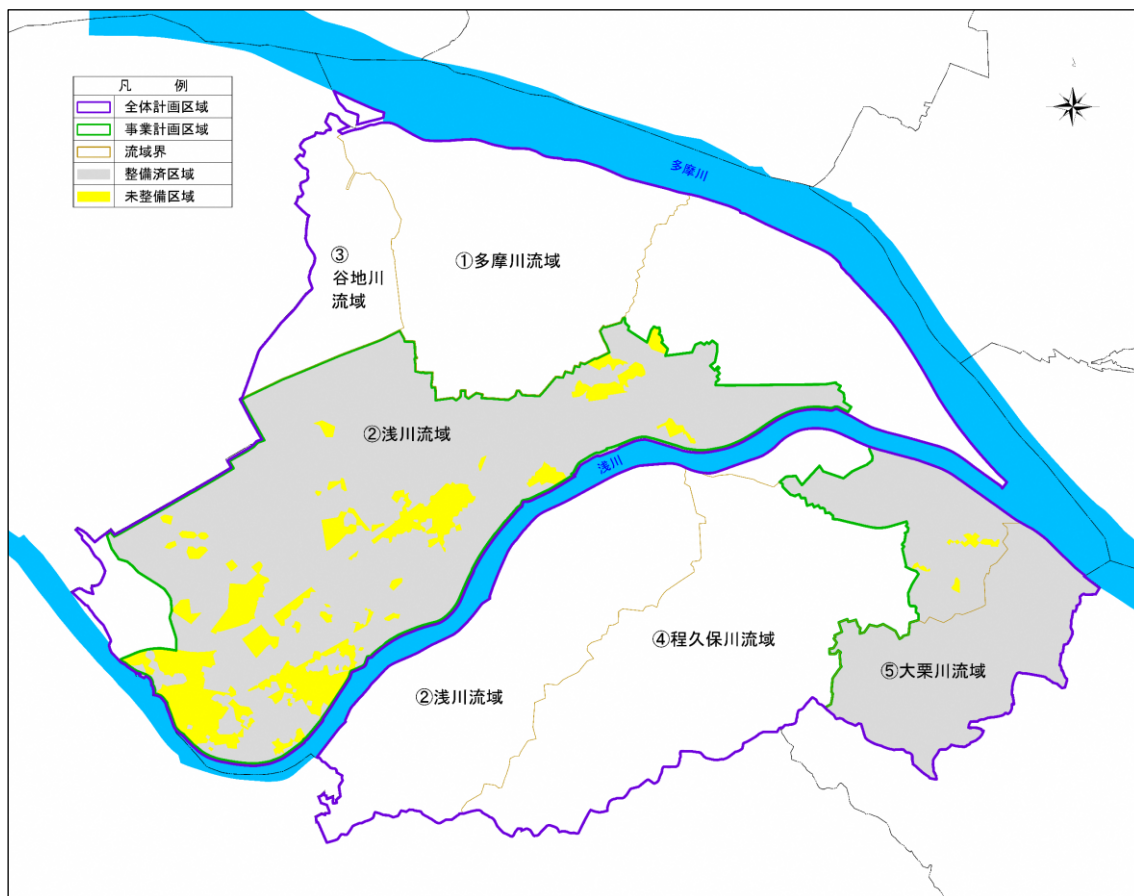 凡 例
全体計画区域
事業計画区域
流域界
整備済区域
未整備区域
多摩川
③
谷地川
流域
①多摩川流域
②浅川流域
浅川
④程久保川流域
⑤大栗川流域
②浅川流域